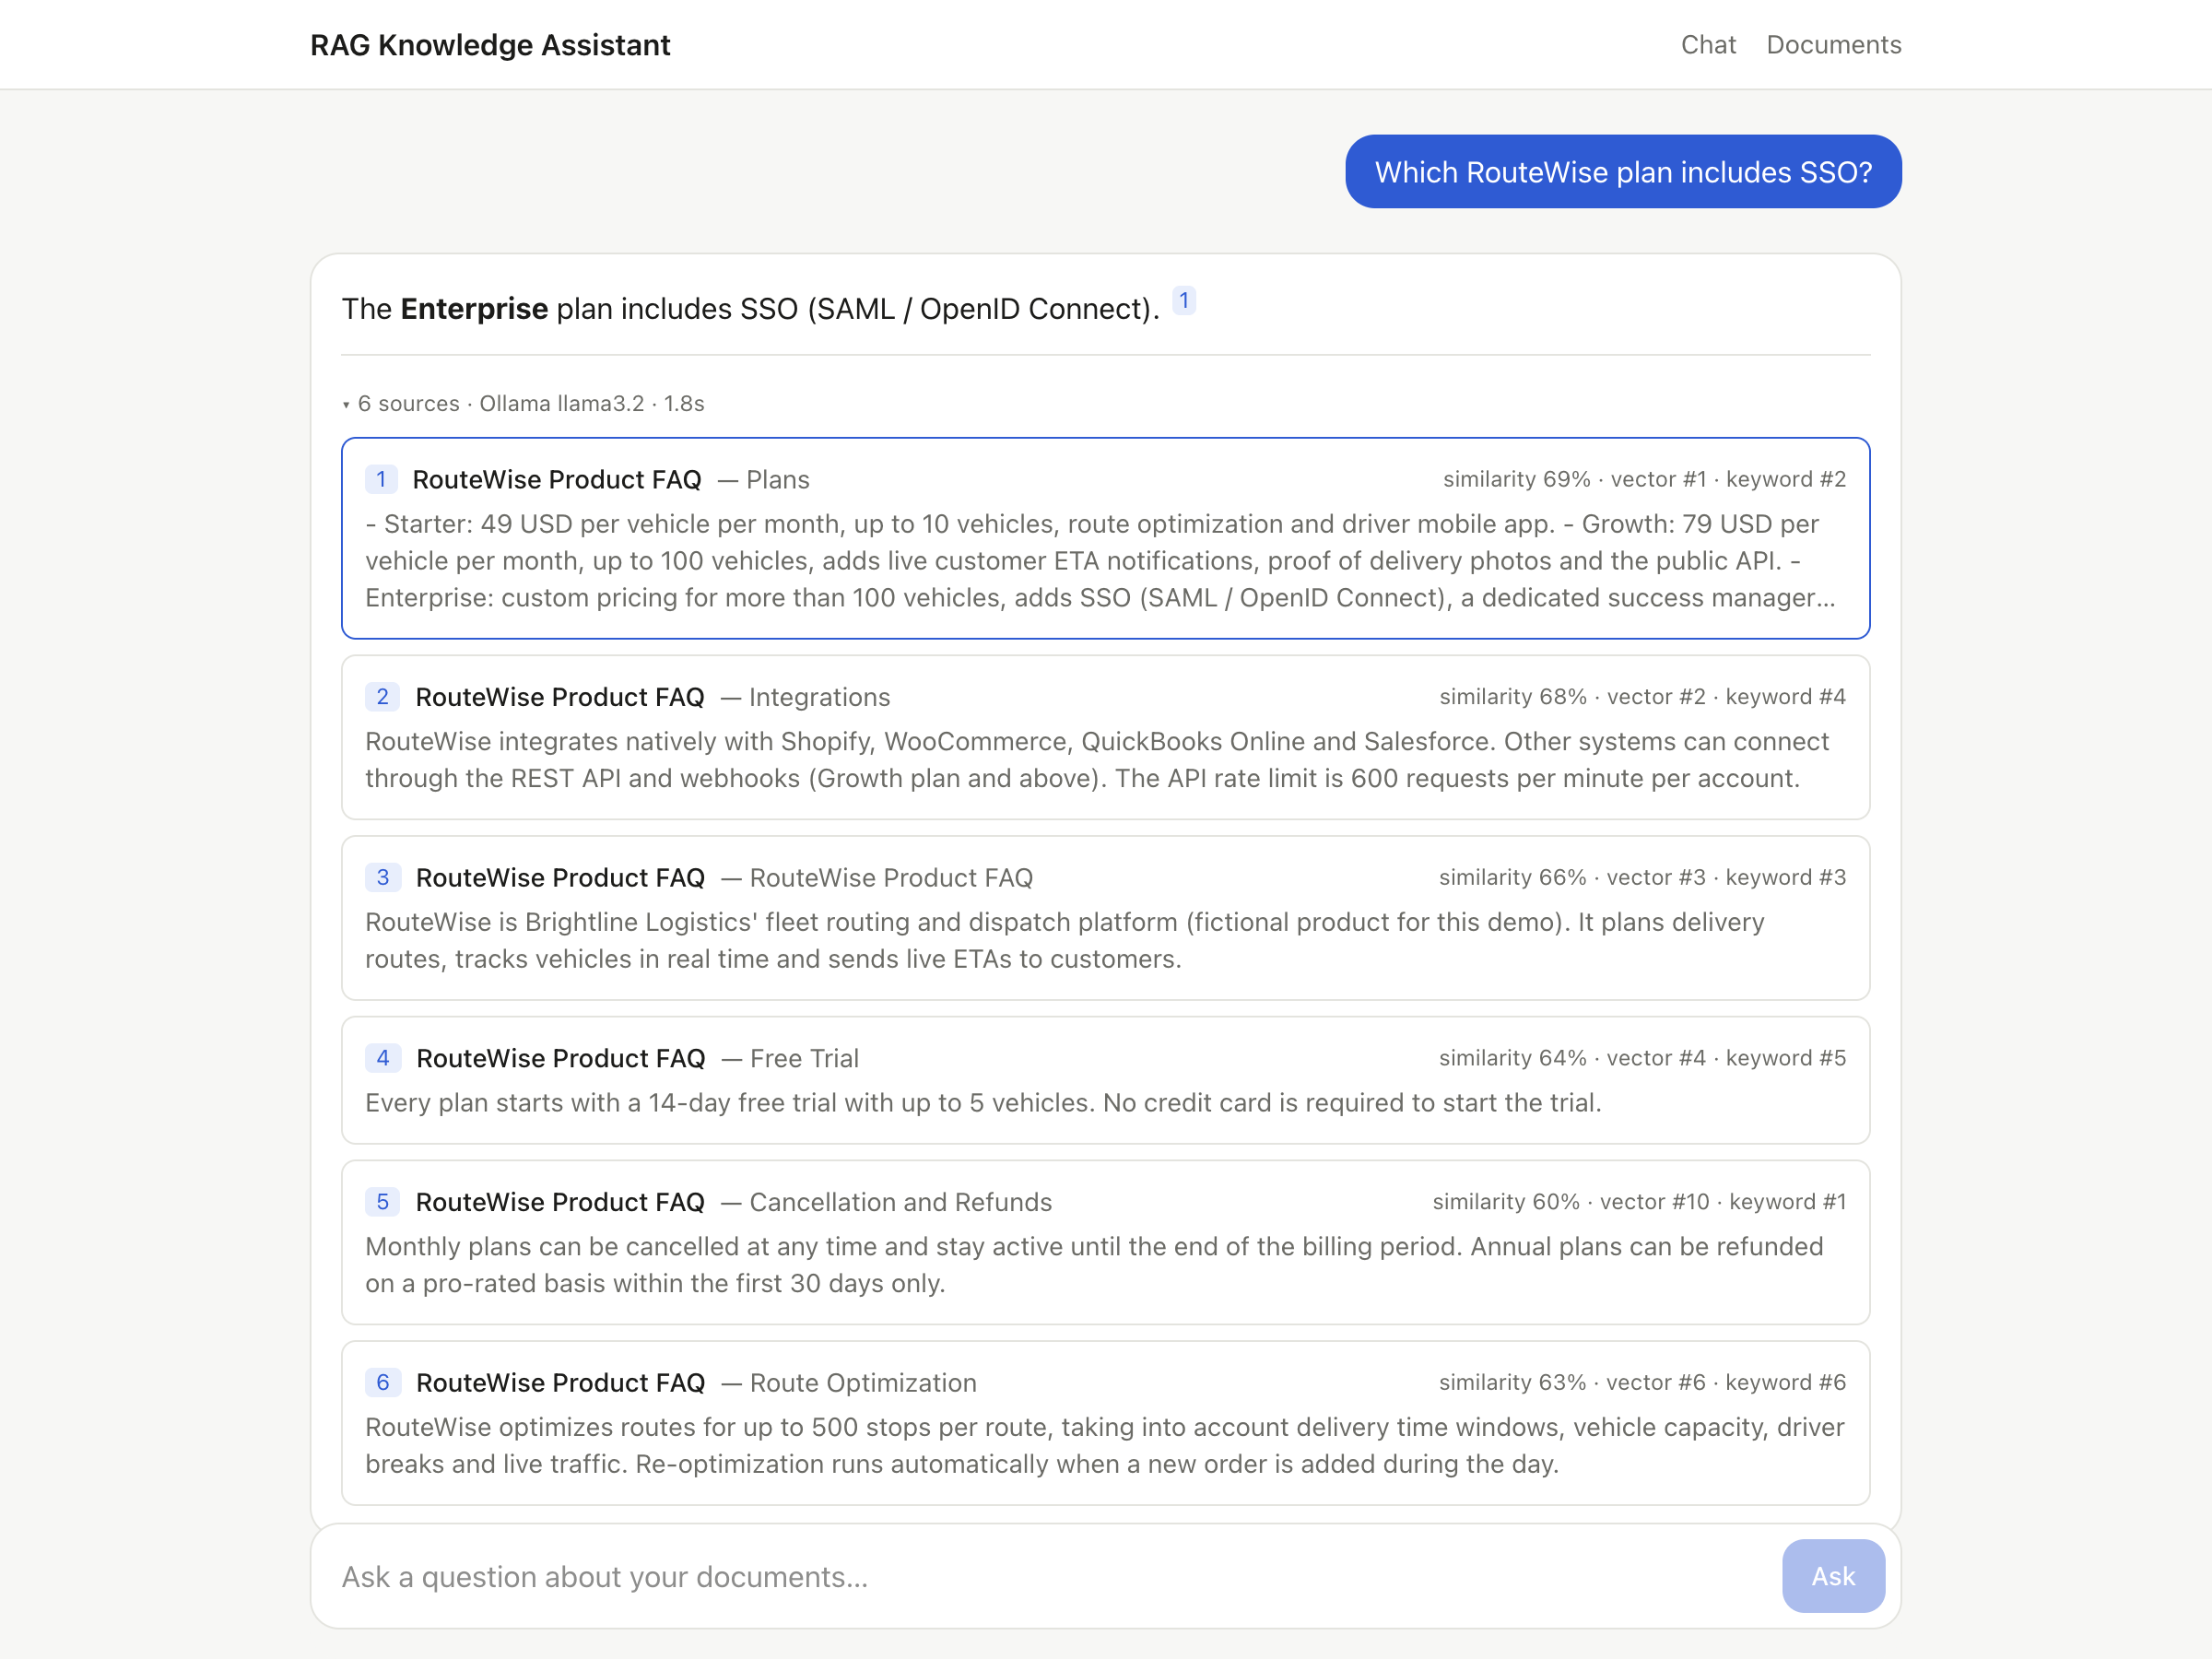 RAG Knowledge Assistant
Chat Documents
Which RouteWise plan includes SSO?
The Enterprise plan includes SSO (SAML / OpenID Connect). 1
▾ 6 sources · Ollama llama3.2 · 1.8s
1 RouteWise Product FAQ — Plans similarity 69% · vector #1 · keyword #2
- Starter: 49 USD per vehicle per month, up to 10 vehicles, route optimization and driver mobile app. - Growth: 79 USD per
vehicle per month, up to 100 vehicles, adds live customer ETA notifications, proof of delivery photos and the public API. -
Enterprise: custom pricing for more than 100 vehicles, adds SSO (SAML / OpenID Connect), a dedicated success manager...
2 RouteWise Product FAQ — Integrations similarity 68% · vector #2 · keyword #4
RouteWise integrates natively with Shopify, WooCommerce, QuickBooks Online and Salesforce. Other systems can connect
through the REST API and webhooks (Growth plan and above). The API rate limit is 600 requests per minute per account.
3 RouteWise Product FAQ — RouteWise Product FAQ similarity 66% · vector #3 · keyword #3
RouteWise is Brightline Logistics' fleet routing and dispatch platform (fictional product for this demo). It plans delivery
routes, tracks vehicles in real time and sends live ETAs to customers.
4 RouteWise Product FAQ — Free Trial similarity 64% · vector #4 · keyword #5
Every plan starts with a 14-day free trial with up to 5 vehicles. No credit card is required to start the trial.
5 RouteWise Product FAQ — Cancellation and Refunds similarity 60% · vector #10 · keyword #1
Monthly plans can be cancelled at any time and stay active until the end of the billing period. Annual plans can be refunded
on a pro-rated basis within the first 30 days only.
6 RouteWise Product FAQ — Route Optimization similarity 63% · vector #6 · keyword #6
RouteWise optimizes routes for up to 500 stops per route, taking into account delivery time windows, vehicle capacity, driver
breaks and live traffic. Re-optimization runs automatically when a new order is added during the day.
Ask a question about your documents...
Ask